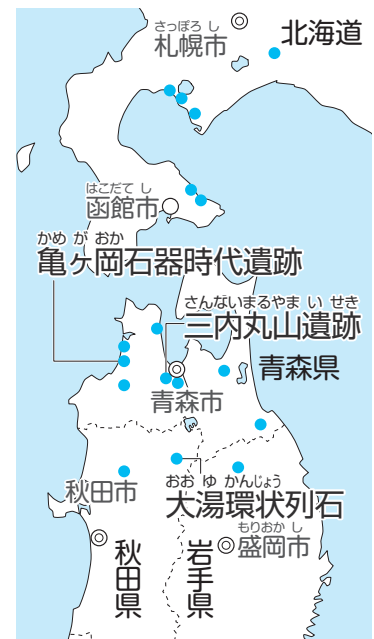 さっぽろ し
札幌市
北海道
はこだて し
函館市
かめ が おか
亀ヶ岡石器時代遺跡
さんないまるやま い せき
三内丸山遺跡
青森県
青森市
おお ゆ かんじょう
大湯環状列石
秋田市
もりおか し
盛岡市
秋田県
岩手県